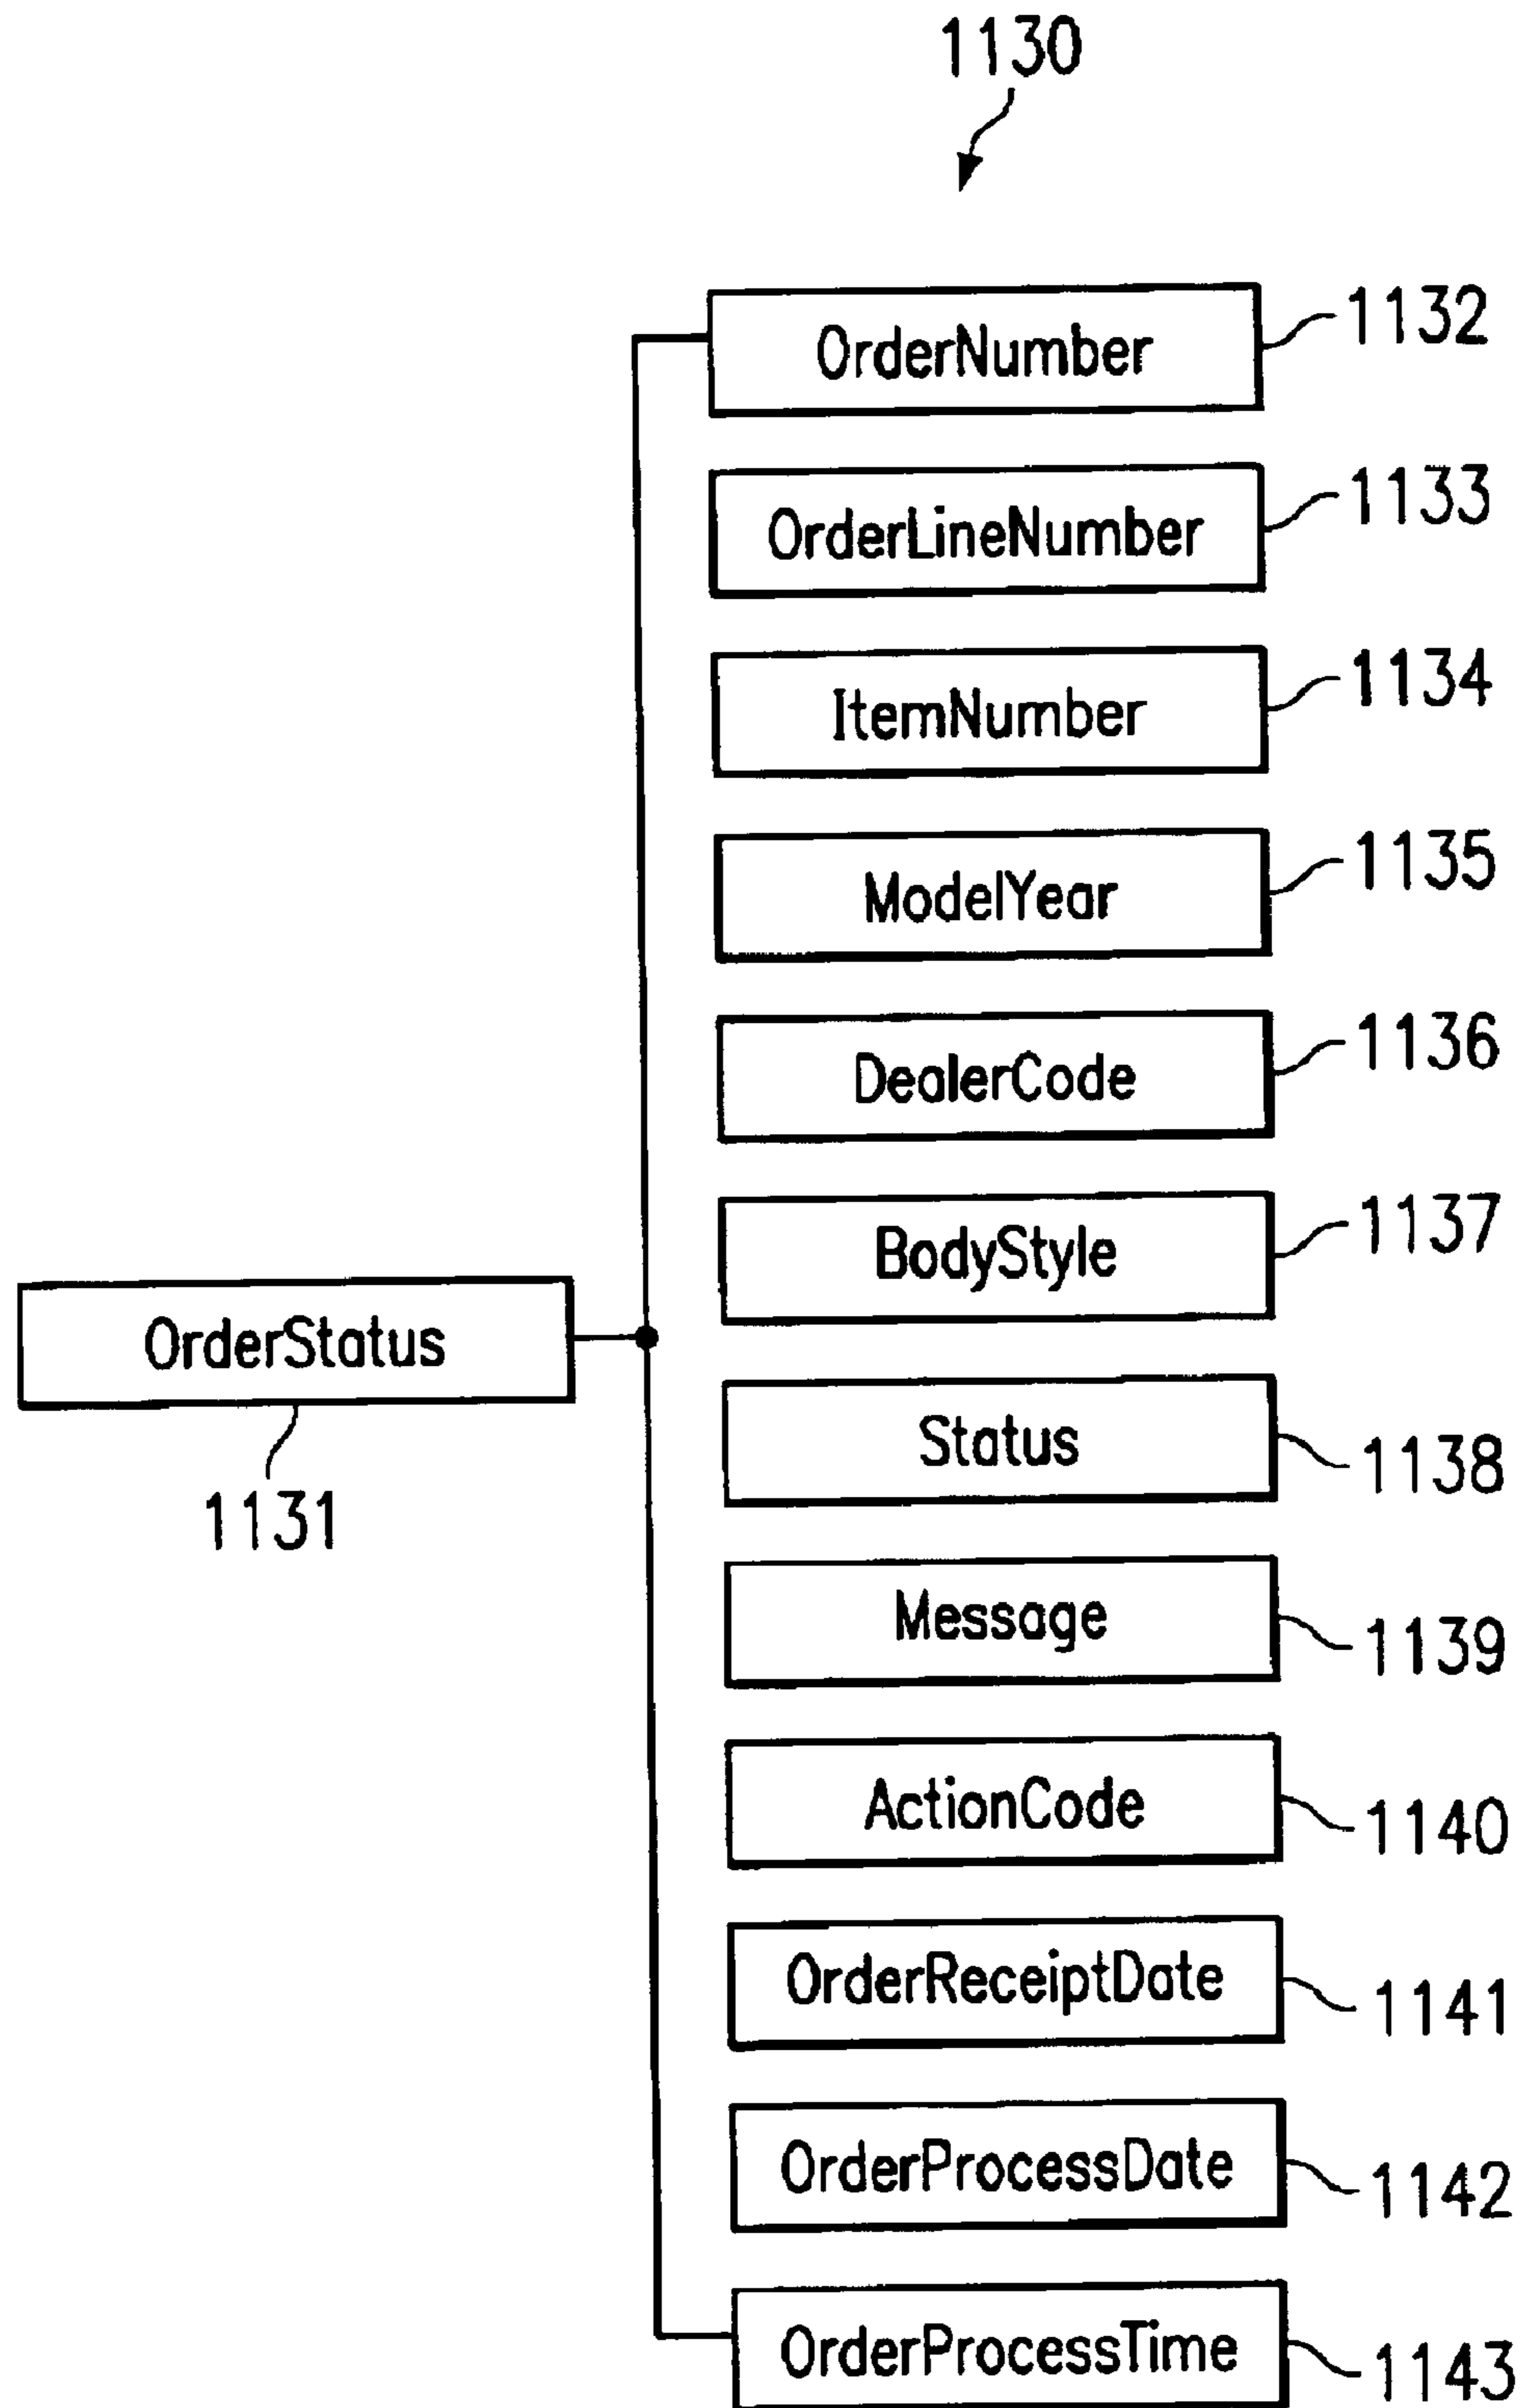 1130
OrderNumber 1132
OrderLineNumber 1133
ItemNumber 1134
ModelYear 1135
DealerCode 1136
BodyStyle 1137
OrderStatus
1131
Status 1138
Message 1139
ActionCode 1140
OrderReceiptDate 1141
OrderProcessDate 1142
OrderProcessTime 1143